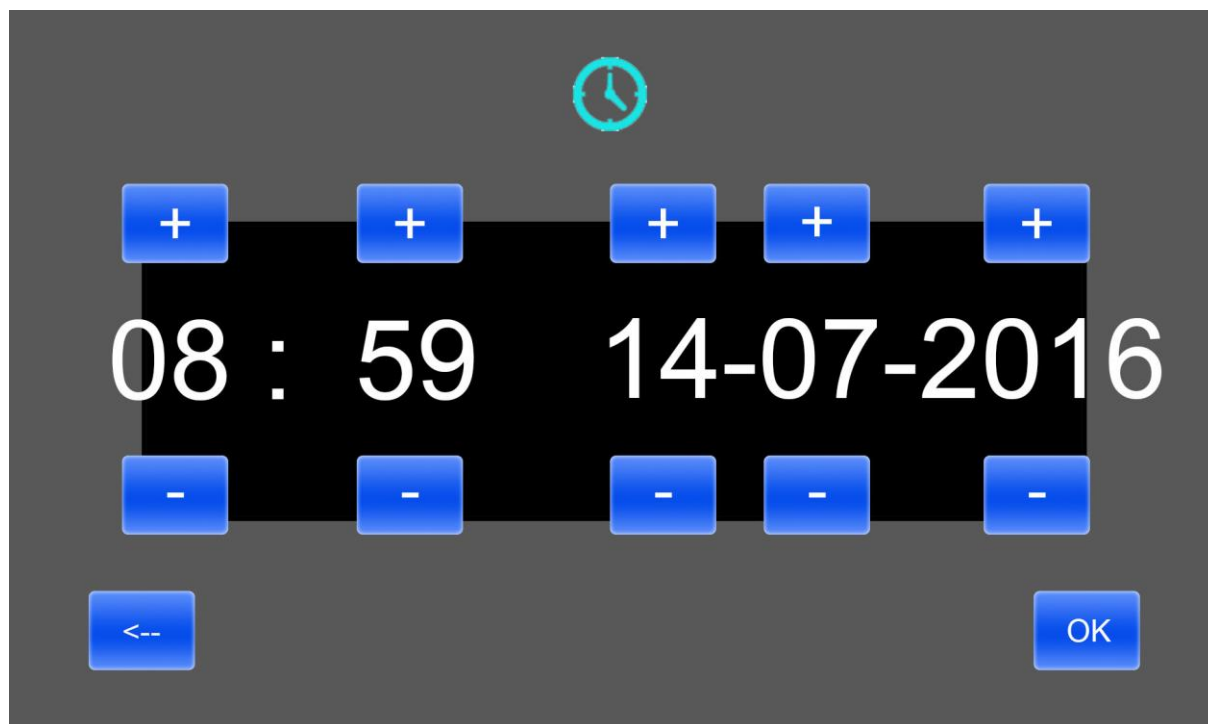 + + + + +
08 : 59 14-07-2016
- - - - -
<-- OK